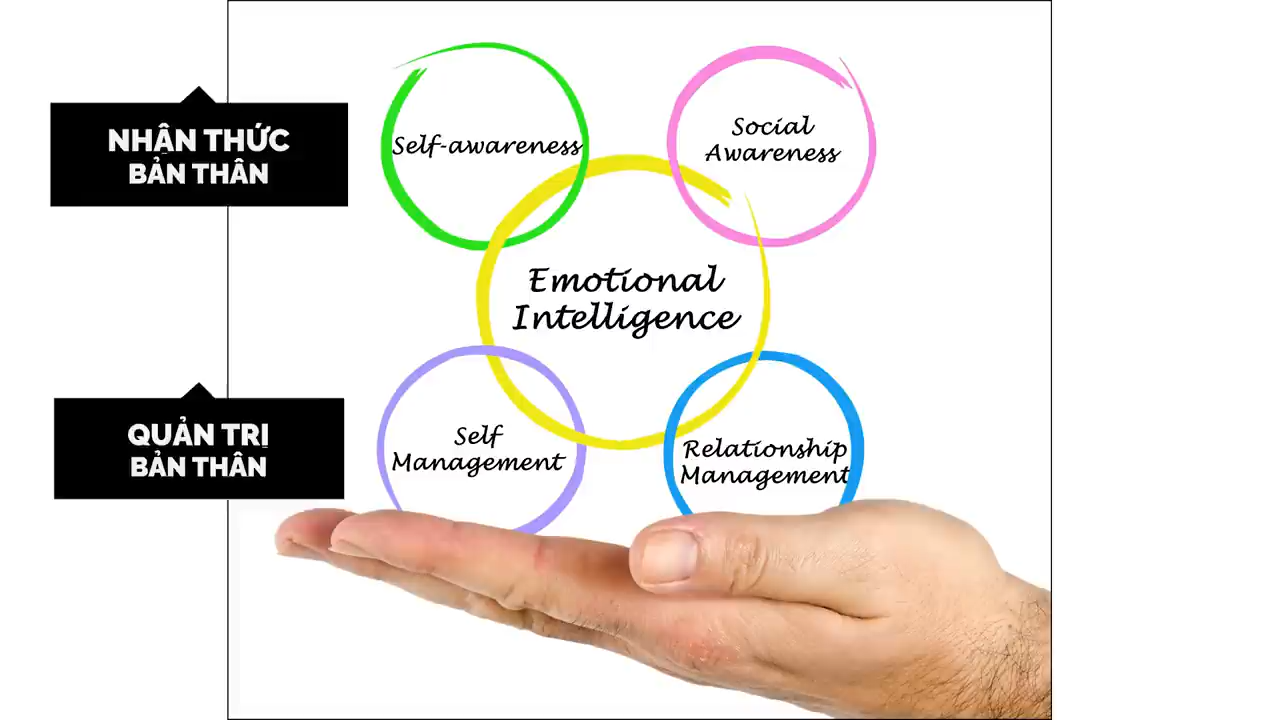 NHẬN THỨC
BẢN THÂN
Self-awareness
Social
Awareness
Emotional
Intelligence
QUẢN TRỊ
BẢN THÂN
Self
Management
Relationship
Management